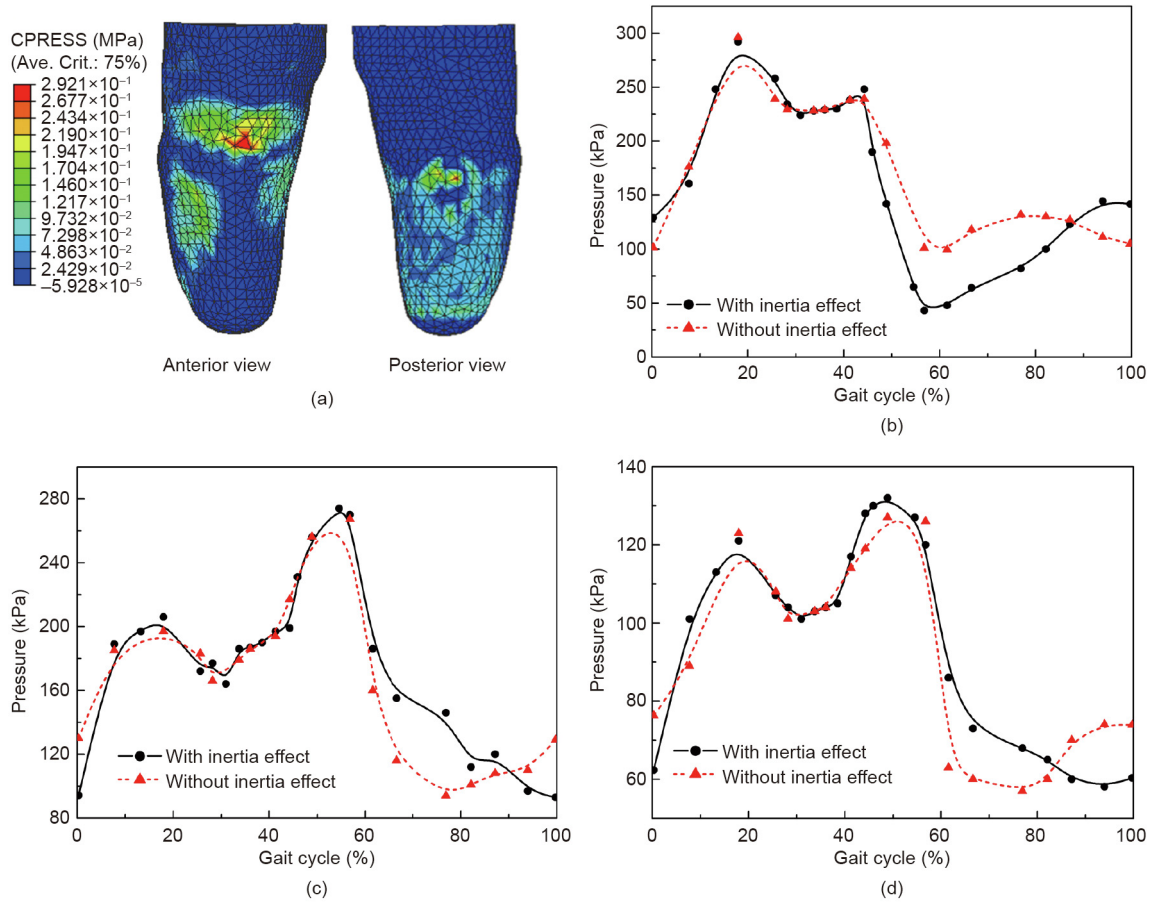 CPRESS (MPa)
(Ave. Crit.: 75%)
2.921×10⁻¹
2.677×10⁻¹
2.434×10⁻¹
2.190×10⁻¹
1.947×10⁻¹
1.704×10⁻¹
1.460×10⁻¹
1.217×10⁻¹
9.732×10⁻²
7.298×10⁻²
4.863×10⁻²
2.429×10⁻²
–5.928×10⁻⁵
Anterior view
Posterior view
(a)
Pressure (kPa)
300
250
200
150
100
50
0
With inertia effect
Without inertia effect
0 20 40 60 80 100
Gait cycle (%)
(b)
Pressure (kPa)
280
240
200
160
120
80
With inertia effect
Without inertia effect
0 20 40 60 80 100
Gait cycle (%)
(c)
Pressure (kPa)
140
120
100
80
60
With inertia effect
Without inertia effect
0 20 40 60 80 100
Gait cycle (%)
(d)